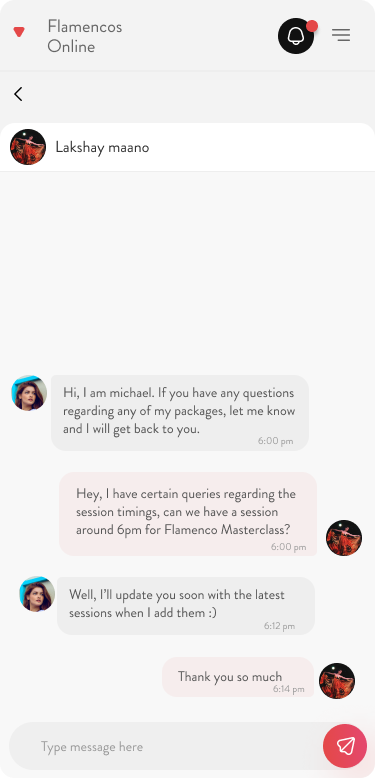 Flamencos
Online
Lakshay maano
Hi, I am michael. If you have any questions
regarding any of my packages, let me know
and I will get back to you.
6:00 pm
Hey, I have certain queries regarding the
session timings, can we have a session
around 6pm for Flamenco Masterclass?
6:00 pm
Well, I’ll update you soon with the latest
sessions when I add them :)
6:12 pm
Thank you so much
6:14 pm
Type message here